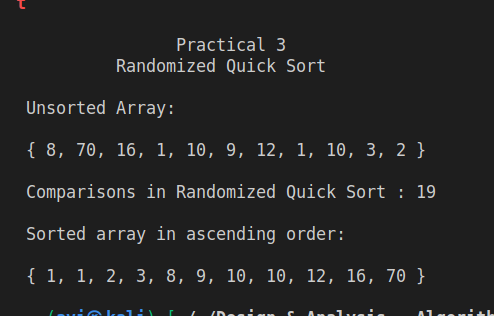 t
Practical 3
Randomized Quick Sort
Unsorted Array:
{ 8, 70, 16, 1, 10, 9, 12, 1, 10, 3, 2 }
Comparisons in Randomized Quick Sort : 19
Sorted array in ascending order:
{ 1, 1, 2, 3, 8, 9, 10, 10, 12, 16, 70 }